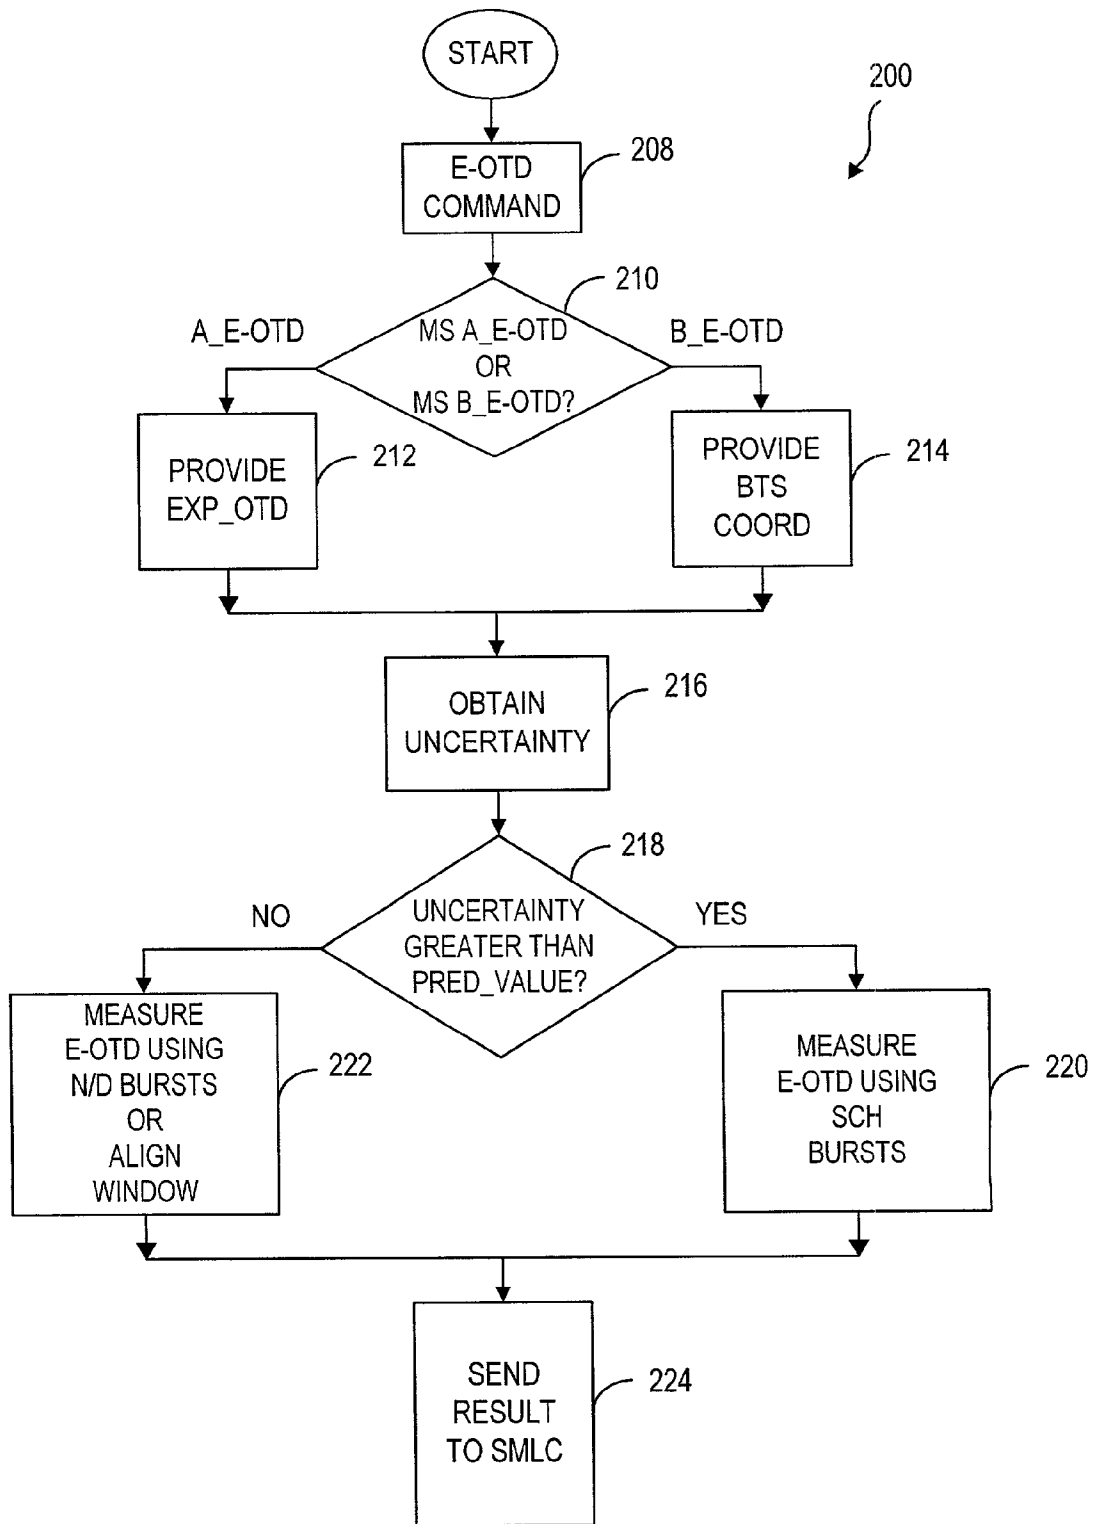 START
200
E-OTD
COMMAND
208
210
A_E-OTD
MS A_E-OTD
OR
MS B_E-OTD?
B_E-OTD
PROVIDE
EXP_OTD
212
PROVIDE
BTS
COORD
214
OBTAIN
UNCERTAINTY
216
218
NO
UNCERTAINTY
GREATER THAN
PRED_VALUE?
YES
MEASURE
E-OTD USING
N/D BURSTS
OR
ALIGN
WINDOW
222
MEASURE
E-OTD USING
SCH
BURSTS
220
SEND
RESULT
TO SMLC
224